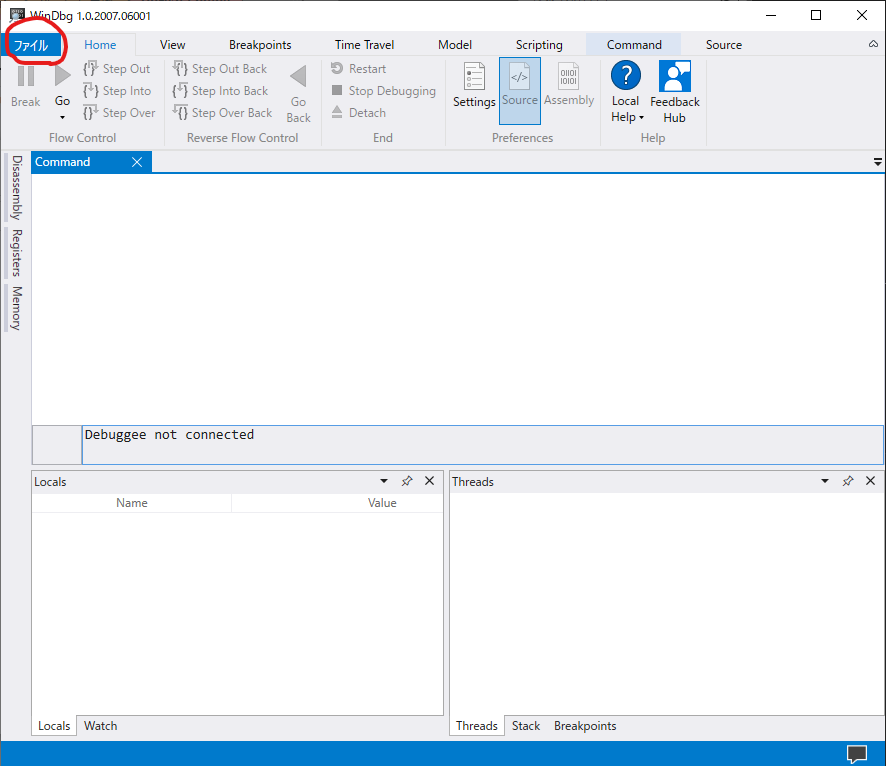 WinDbg 1.0.2007.06001
ファイル Home View Breakpoints Time Travel Model Scripting Command Source
Break
Go
Step Out
Step Into
Step Over
Flow Control
Step Out Back
Step Into Back
Step Over Back
Go
Back
Reverse Flow Control
Restart
Stop Debugging
Detach
End
Settings
Source
Assembly
Preferences
Local
Help
Feedback
Hub
Help
Disassembly
Registers
Memory
Command
Debuggee not connected
Locals
Name Value
Locals Watch
Threads
Threads Stack Breakpoints